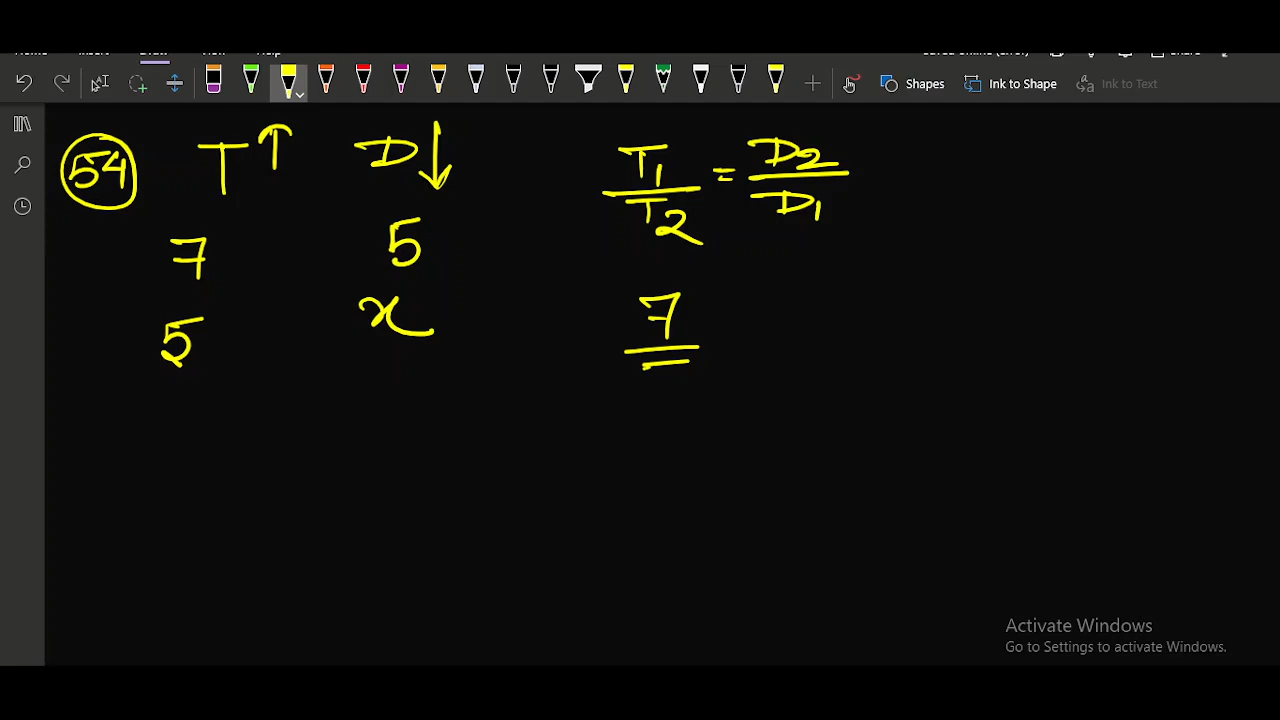 Shapes Ink to Shape Ink to Text
54 T↑ D↓ T1/T2 = D2/D1
7 5
5 x 7
Activate Windows
Go to Settings to activate Windows.